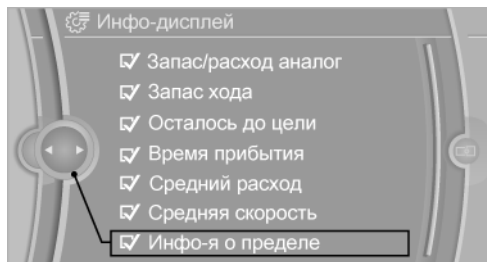 Инфо-дисплей
Запас/расход аналог
Запас хода
Осталось до цели
Время прибытия
Средний расход
Средняя скорость
Инфо-я о пределе